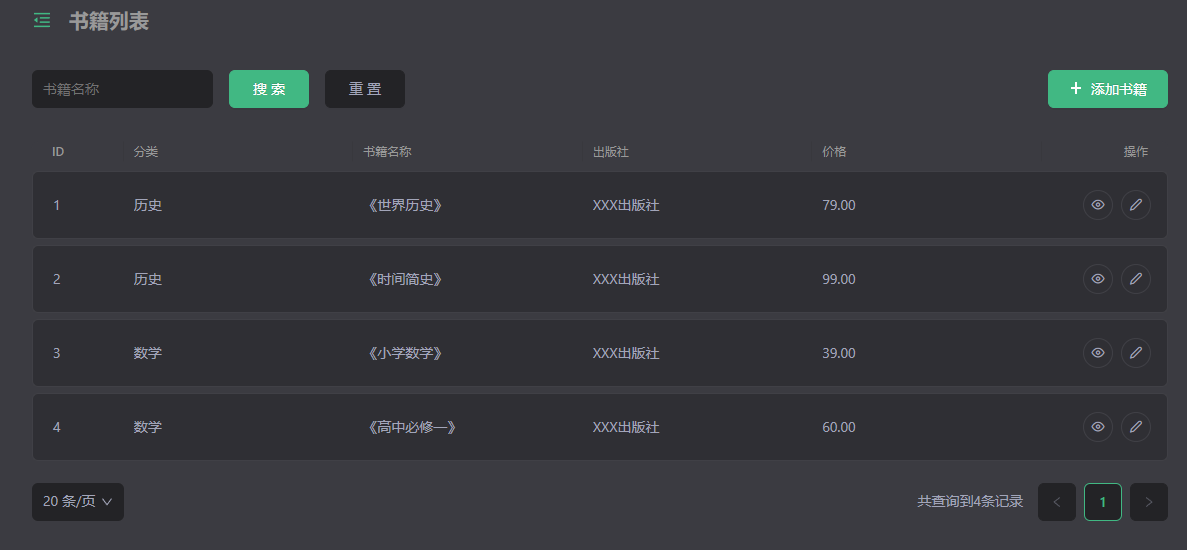 书籍列表
书籍名称 搜 索 重 置 + 添加书籍
ID 分类 书籍名称 出版社 价格 操作
1 历史 《世界历史》 XXX出版社 79.00
2 历史 《时间简史》 XXX出版社 99.00
3 数学 《小学数学》 XXX出版社 39.00
4 数学 《高中必修一》 XXX出版社 60.00
20 条/页 共查询到4条记录 < 1 >